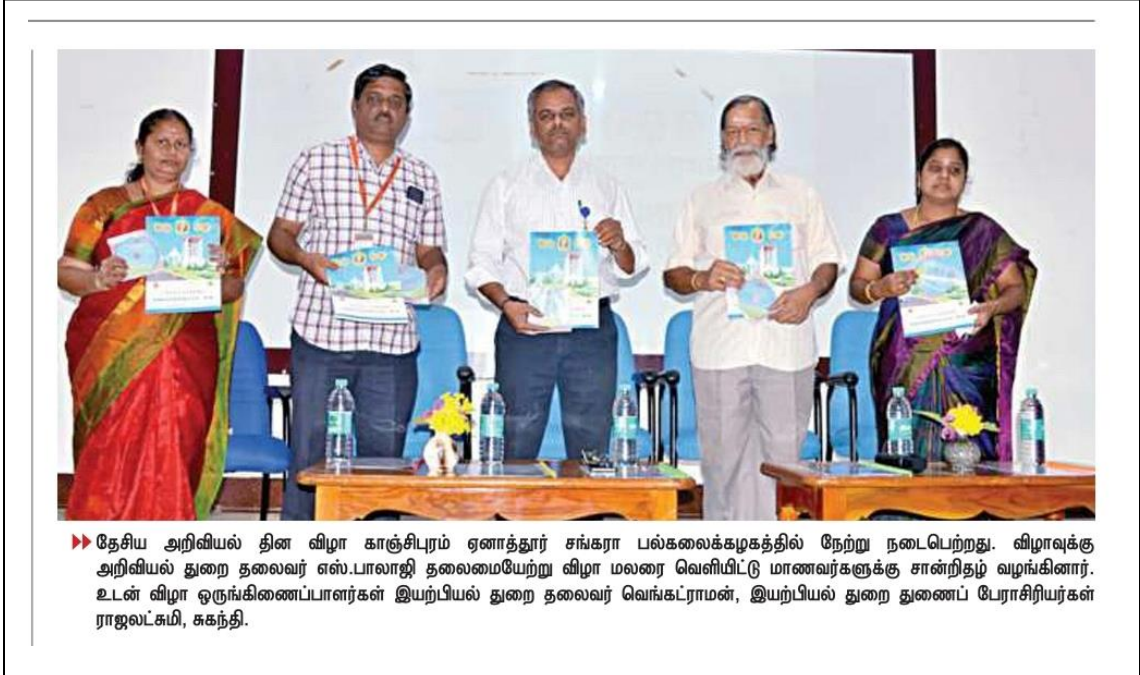 தேசிய அறிவியல் தின விழா காஞ்சிபுரம் ஏனாத்தூர் சங்கரா பல்கலைக்கழகத்தில் நேற்று நடைபெற்றது. விழாவுக்கு
அறிவியல் துறை தலைவர் எஸ்.பாலாஜி தலைமையேற்று விழா மலரை வெளியிட்டு மாணவர்களுக்கு சான்றிதழ் வழங்கினார்.
உடன் விழா ஒருங்கிணைப்பாளர்கள் இயற்பியல் துறை தலைவர் வெங்கட்ராமன், இயற்பியல் துறை துணைப் பேராசிரியர்கள்
ராஜலட்சுமி, சுகந்தி.